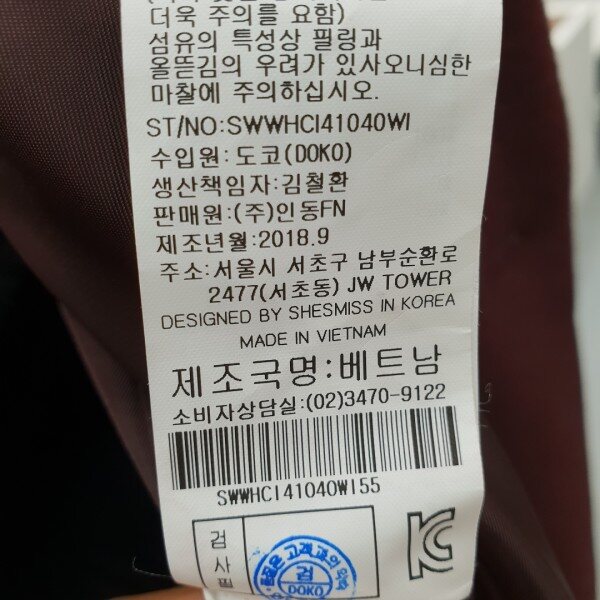 더욱 주의를 요함)
섬유의 특성상 필링과
올뜯김의 우려가 있사오니심한
마찰에 주의하십시오.
ST/NO:SWWHCI41040WI
수입원:도코(DOKO)
생산책임자:김철환
판매원:(주)인동FN
제조년월:2018.9
주소:서울시 서초구 남부순환로
2477(서초동) JW TOWER
DESIGNED BY SHESMISS IN KOREA
MADE IN VIETNAM
제조국명:베트남
소비자상담실:(02)3470-9122
SWWHCI41040WI55
검사필
고객과의
검
DOKO